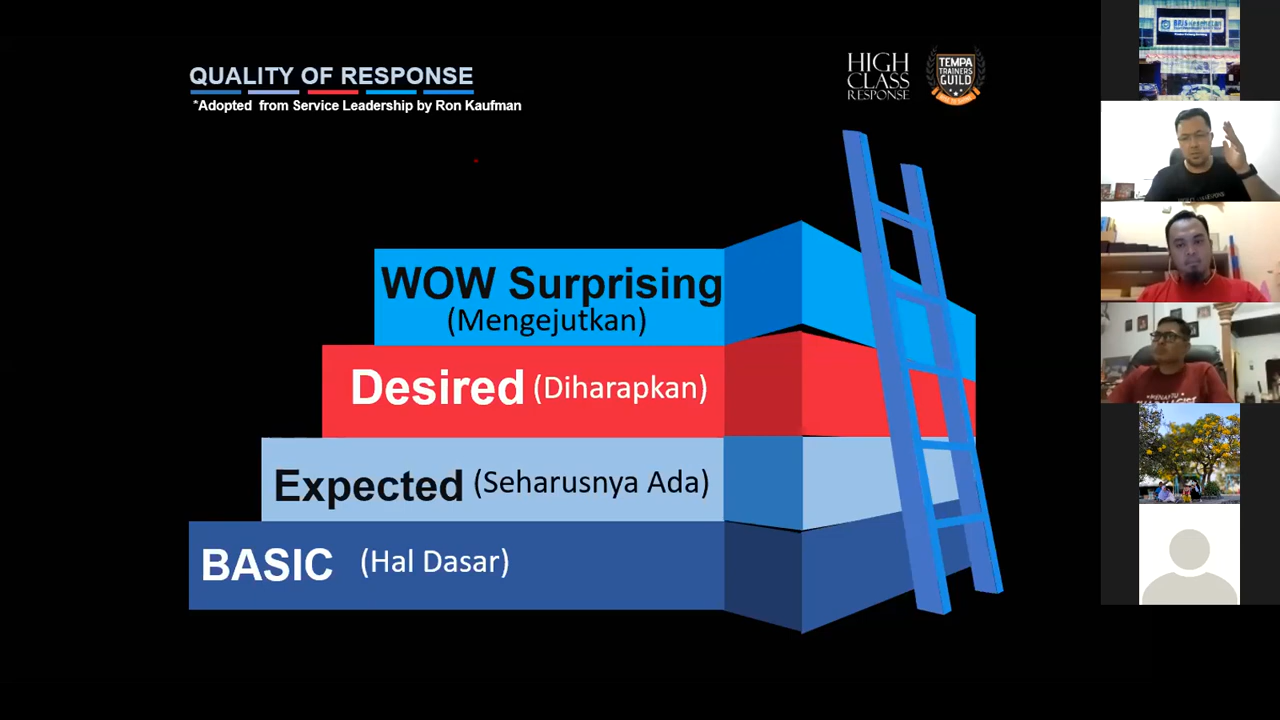 QUALITY OF RESPONSE
*Adopted from Service Leadership by Ron Kaufman
HIGH
CLASS
RESPONSE
TEMPA
TRAINERS
GUILD
WOW Surprising
(Mengejutkan)
Desired (Diharapkan)
Expected (Seharusnya Ada)
BASIC (Hal Dasar)